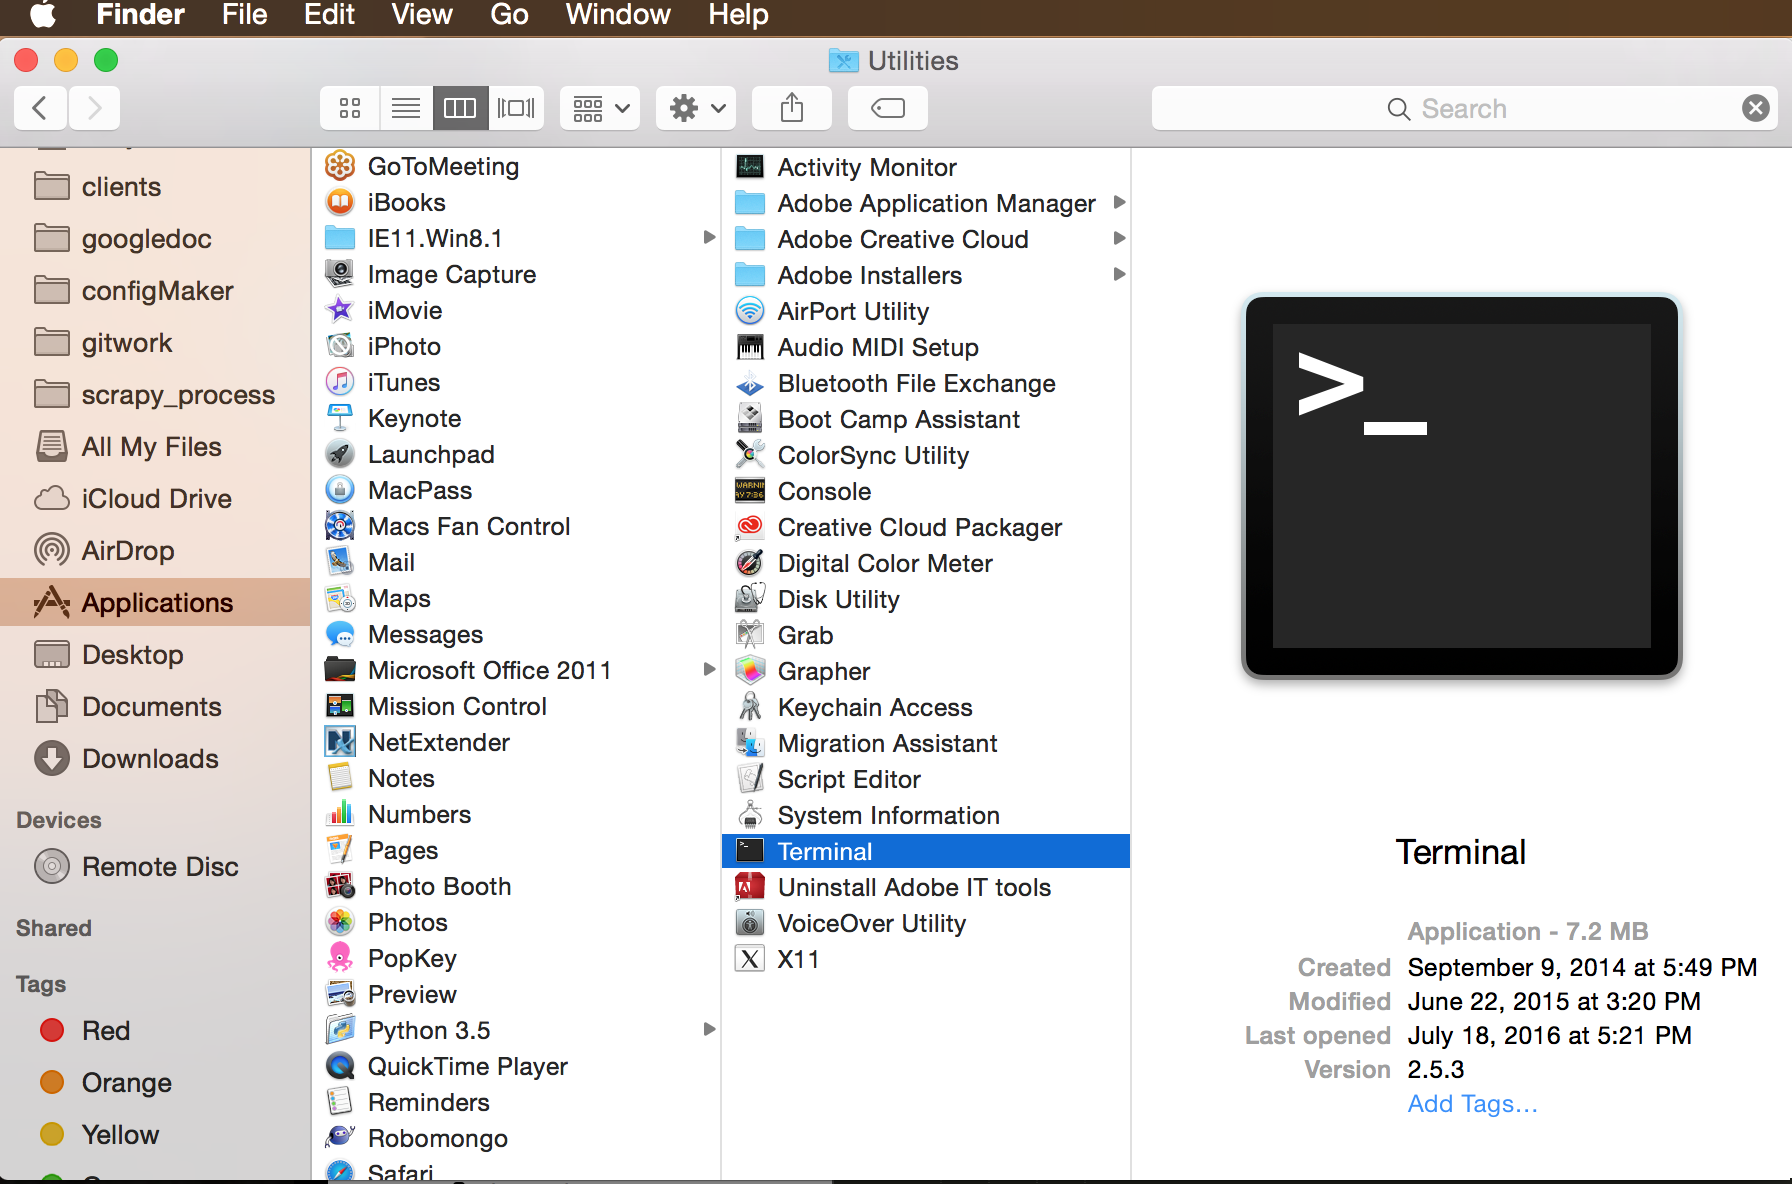 Finder File Edit View Go Window Help
Utilities
Search
clients
googledoc
configMaker
gitwork
scrapy_process
All My Files
iCloud Drive
AirDrop
Applications
Desktop
Documents
Downloads
Devices
Remote Disc
Shared
Tags
Red
Orange
Yellow
GoToMeeting
iBooks
IE11.Win8.1
Image Capture
iMovie
iPhoto
iTunes
Keynote
Launchpad
MacPass
Macs Fan Control
Mail
Maps
Messages
Microsoft Office 2011
Mission Control
NetExtender
Notes
Numbers
Pages
Photo Booth
Photos
PopKey
Preview
Python 3.5
QuickTime Player
Reminders
Robomongo
Safari
Activity Monitor
Adobe Application Manager
Adobe Creative Cloud
Adobe Installers
AirPort Utility
Audio MIDI Setup
Bluetooth File Exchange
Boot Camp Assistant
ColorSync Utility
Console
Creative Cloud Packager
Digital Color Meter
Disk Utility
Grab
Grapher
Keychain Access
Migration Assistant
Script Editor
System Information
Terminal
Uninstall Adobe IT tools
VoiceOver Utility
X11
>_
Terminal
Application - 7.2 MB
Created September 9, 2014 at 5:49 PM
Modified June 22, 2015 at 3:20 PM
Last opened July 18, 2016 at 5:21 PM
Version 2.5.3
Add Tags...